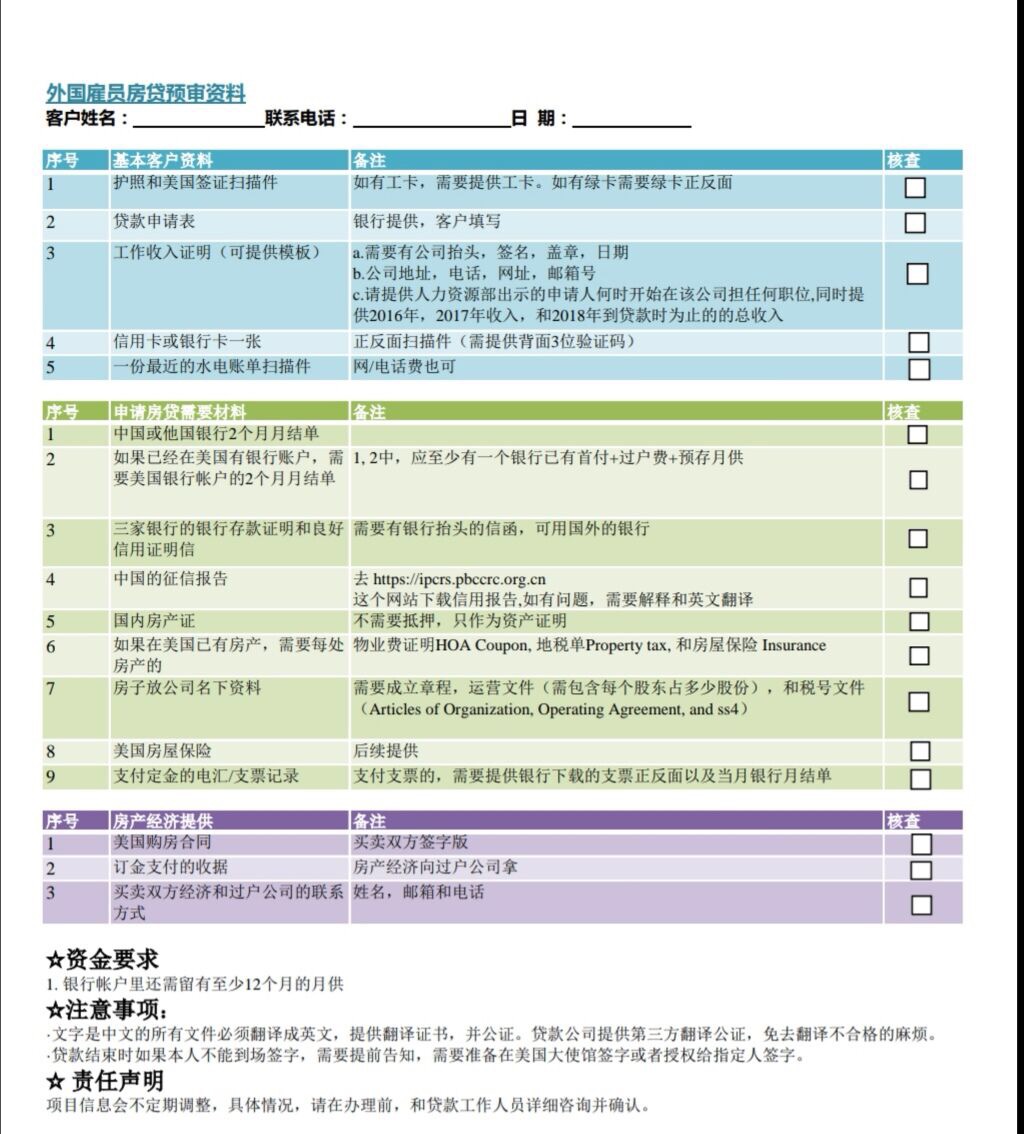 外国雇员房贷预审资料
客户姓名：____________联系电话：______________日 期：___________
序号 基本客户资料 备注 核查
1 护照和美国签证扫描件 如有工卡，需要提供工卡。如有绿卡需要绿卡正反面
2 贷款申请表 银行提供，客户填写
3 工作收入证明（可提供模板） a.需要有公司抬头，签名，盖章，日期
b.公司地址，电话，网址，邮箱号
c.请提供人力资源部出示的申请人何时开始在该公司担任何职位,同时提
供2016年，2017年收入，和2018年到贷款时为止的的总收入
4 信用卡或银行卡一张 正反面扫描件（需提供背面3位验证码）
5 一份最近的水电账单扫描件 网/电话费也可
序号 申请房贷需要材料 备注 核查
1 中国或他国银行2个月月结单
2 如果已经在美国有银行账户，需 1, 2中，应至少有一个银行已有首付+过户费+预存月供
要美国银行帐户的2个月月结单
3 三家银行的银行存款证明和良好 需要有银行抬头的信函，可用国外的银行
信用证明信
4 中国的征信报告 去 https://ipcrs.pbccrc.org.cn
这个网站下载信用报告,如有问题，需要解释和英文翻译
5 国内房产证 不需要抵押，只作为资产证明
6 如果在美国已有房产，需要每处 物业费证明HOA Coupon, 地税单Property tax, 和房屋保险 Insurance
房产的
7 房子放公司名下资料 需要成立章程，运营文件（需包含每个股东占多少股份），和税号文件
（Articles of Organization, Operating Agreement, and ss4）
8 美国房屋保险 后续提供
9 支付定金的电汇/支票记录 支付支票的，需要提供银行下载的支票正反面以及当月银行月结单
序号 房产经济提供 备注 核查
1 美国购房合同 买卖双方签字版
2 订金支付的收据 房产经济向过户公司拿
3 买卖双方经济和过户公司的联系 姓名，邮箱和电话
方式
☆资金要求
1. 银行帐户里还需留有至少12个月的月供
☆注意事项：
·文字是中文的所有文件必须翻译成英文，提供翻译证书，并公证。贷款公司提供第三方翻译公证，免去翻译不合格的麻烦。
·贷款结束时如果本人不能到场签字，需要提前告知，需要准备在美国大使馆签字或者授权给指定人签字。
☆ 责任声明
项目信息会不定期调整，具体情况，请在办理前，和贷款工作人员详细咨询并确认。